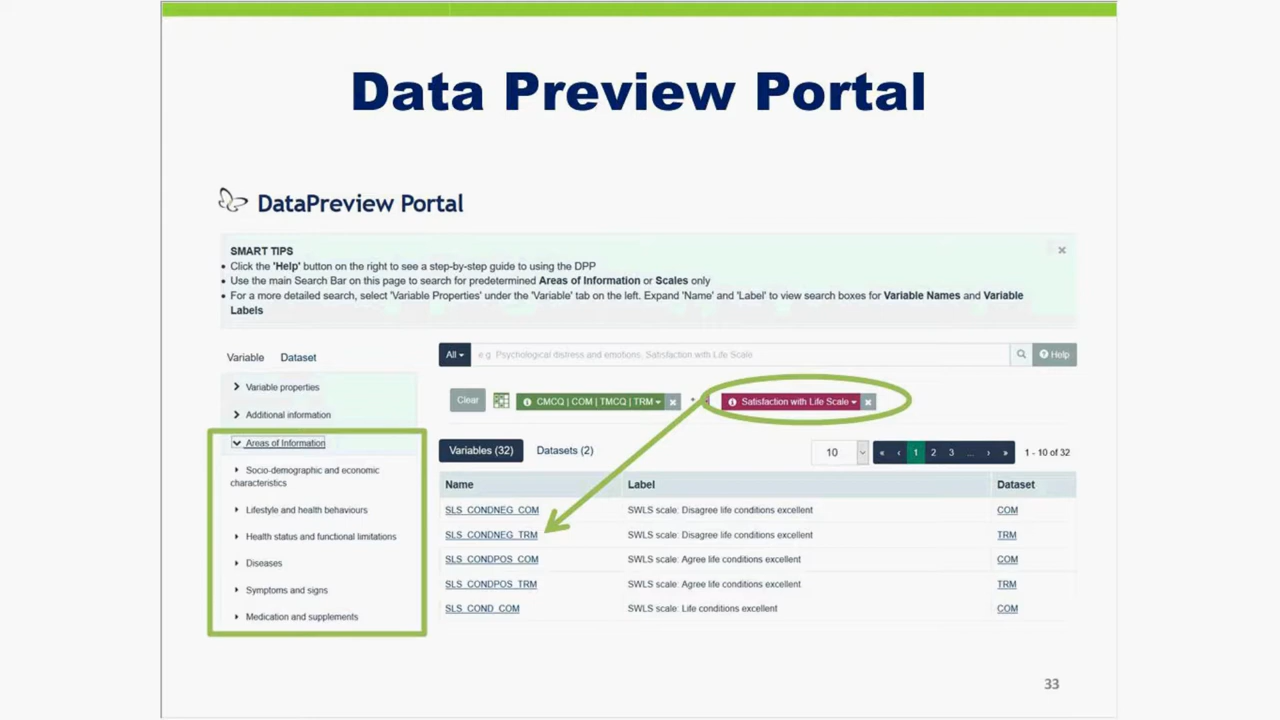 Data Preview Portal
DataPreview Portal
SMART TIPS
• Click the 'Help' button on the right to see a step-by-step guide to using the DPP
• Use the main Search Bar on this page to search for predetermined Areas of Information or Scales only
• For a more detailed search, select 'Variable Properties' under the 'Variable' tab on the left. Expand 'Name' and 'Label' to view search boxes for Variable Names and Variable
Labels
Variable Dataset
All e.g. Psychological distress and emotions, Satisfaction with Life Scale Help
Variable properties
Additional information
Areas of Information
Socio-demographic and economic
characteristics
Lifestyle and health behaviours
Health status and functional limitations
Diseases
Symptoms and signs
Medication and supplements
Clear CMCQ | COM | TMCQ | TRM × Satisfaction with Life Scale ×
Variables (32) Datasets (2) 10 « ‹ 1 2 3 ... › » 1 - 10 of 32
Name Label Dataset
SLS_CONDNEG_COM SWLS scale: Disagree life conditions excellent COM
SLS_CONDNEG_TRM SWLS scale: Disagree life conditions excellent TRM
SLS_CONDPOS_COM SWLS scale: Agree life conditions excellent COM
SLS_CONDPOS_TRM SWLS scale: Agree life conditions excellent TRM
SLS_COND_COM SWLS scale: Life conditions excellent COM
33